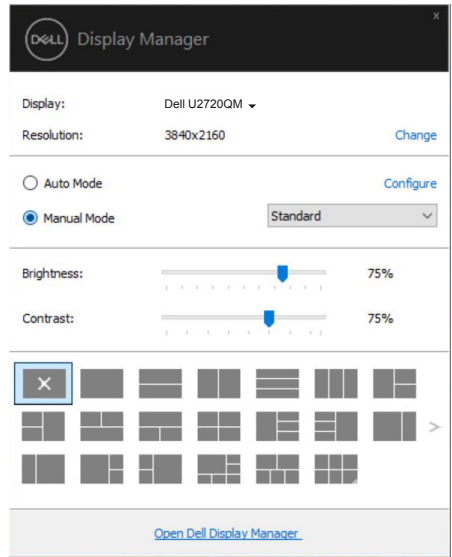 x
DELL Display Manager
Display: Dell U2720QM
Resolution: 3840x2160 Change
Auto Mode Configure
Manual Mode Standard
Brightness: 75%
Contrast: 75%
>
Open Dell Display Manager